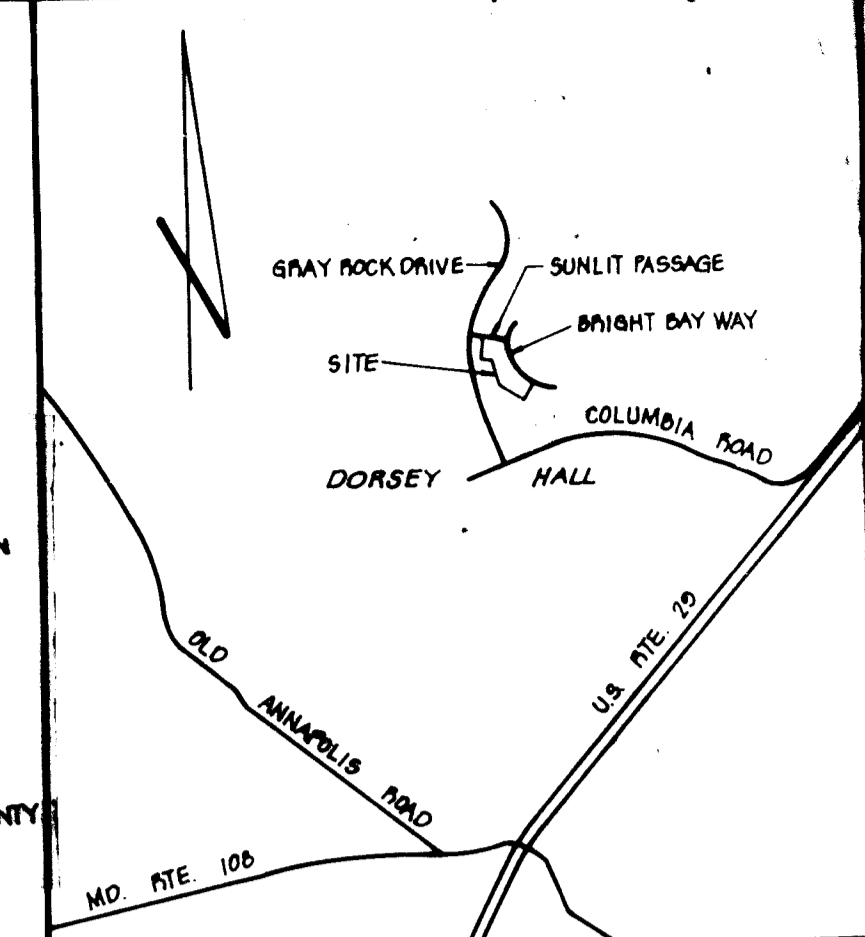 GRAY ROCK DRIVE
SUNLIT PASSAGE
BRIGHT BAY WAY
SITE
COLUMBIA ROAD
DORSEY HALL
U.S. RTE. 29
OLD ANNAPOLIS ROAD
NTY
MD. RTE. 108